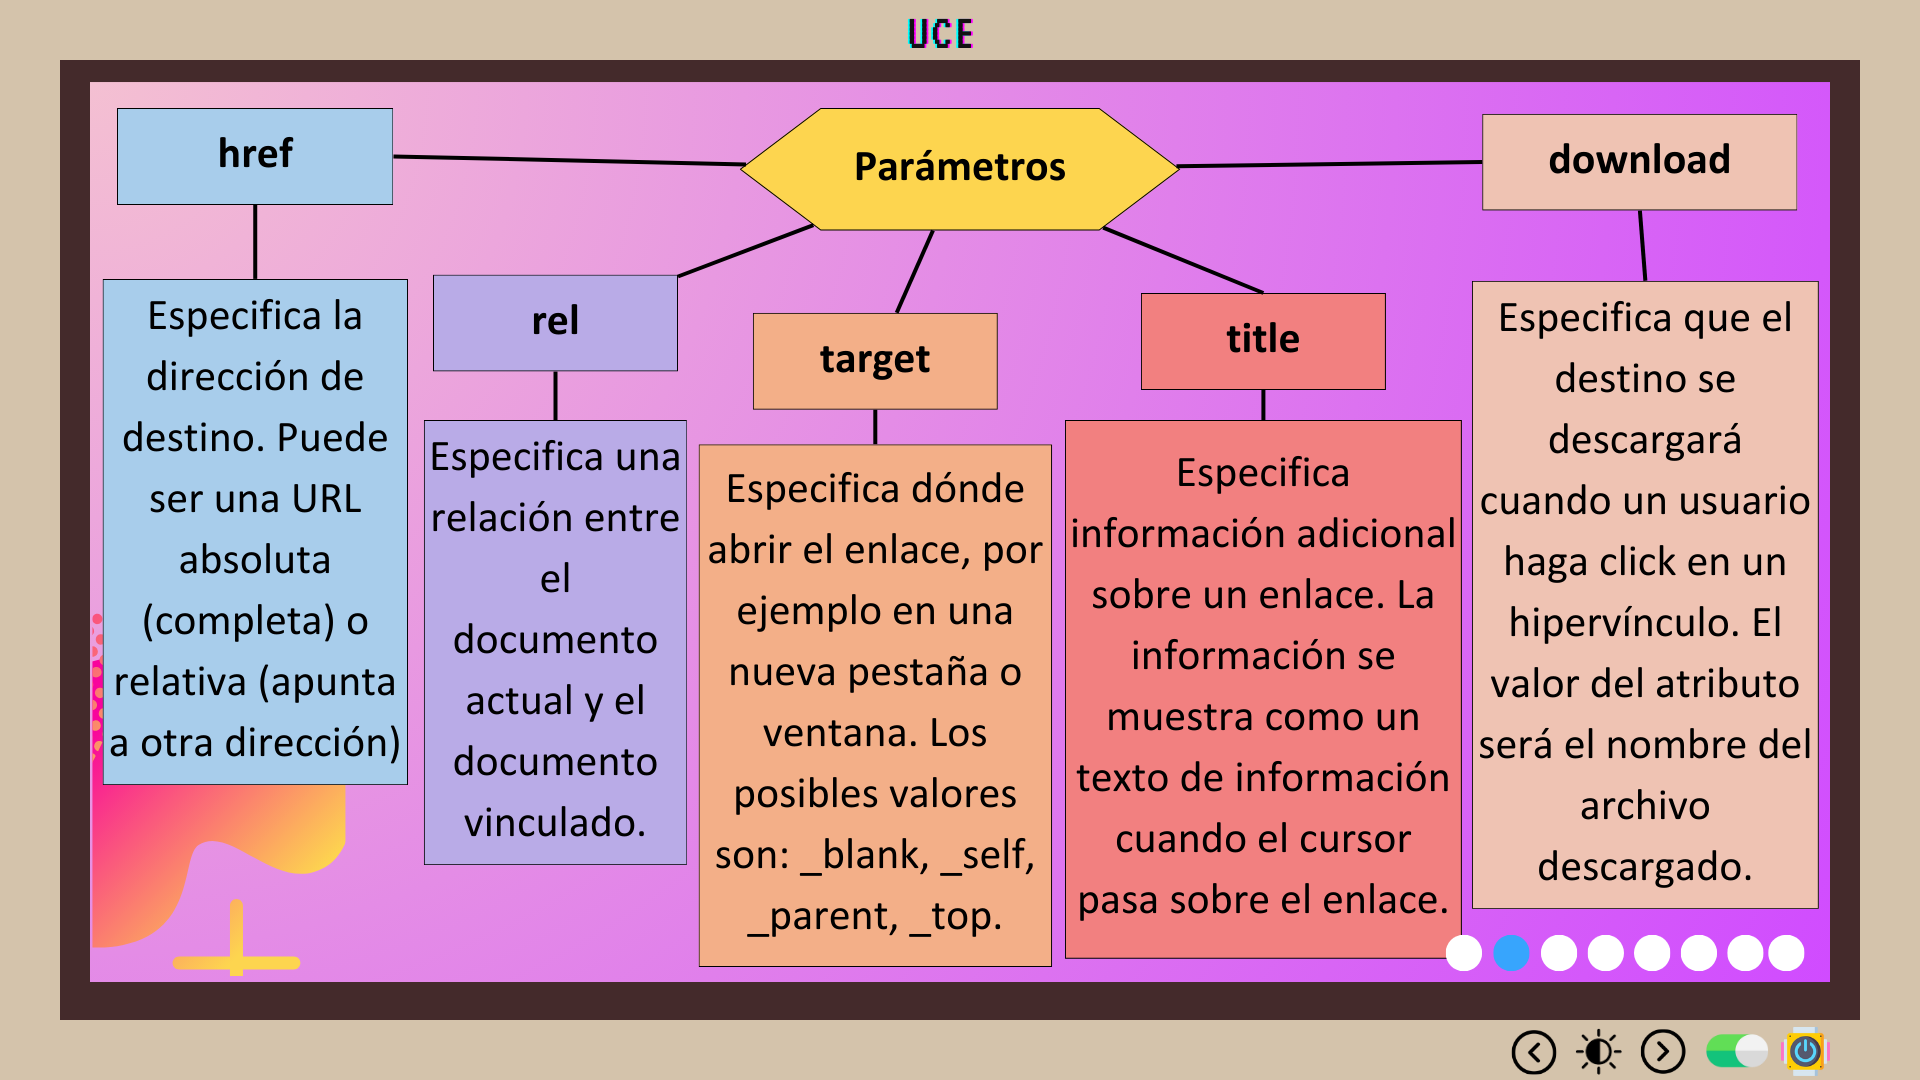 UCE
Parámetros
href
Especifica la
dirección de
destino. Puede
ser una URL
absoluta
(completa) o
relativa (apunta
a otra dirección)
rel
Especifica una
relación entre
el
documento
actual y el
documento
vinculado.
target
Especifica dónde
abrir el enlace, por
ejemplo en una
nueva pestaña o
ventana. Los
posibles valores
son: _blank, _self,
_parent, _top.
title
Especifica
información adicional
sobre un enlace. La
información se
muestra como un
texto de información
cuando el cursor
pasa sobre el enlace.
download
Especifica que el
destino se
descargará
cuando un usuario
haga click en un
hipervínculo. El
valor del atributo
será el nombre del
archivo
descargado.